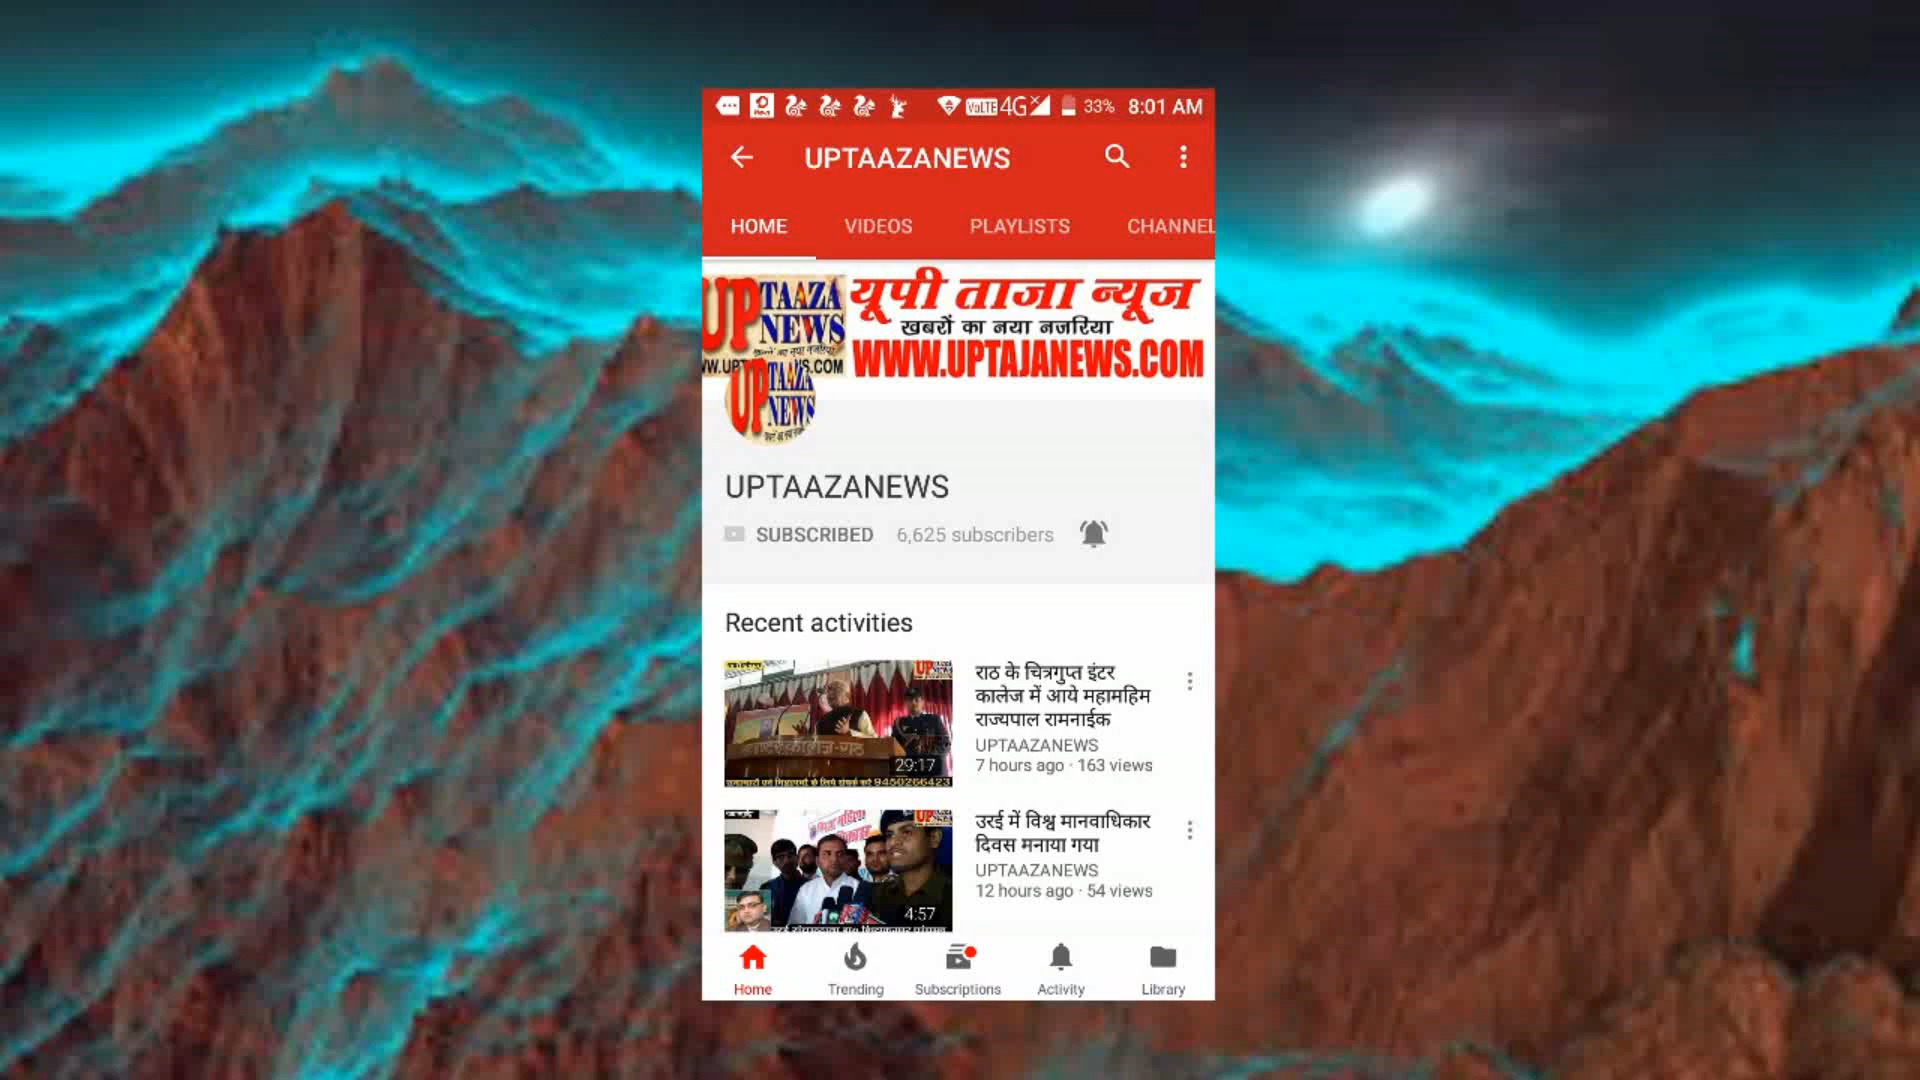 VoLTE 4G 33% 8:01 AM
UPTAAZANEWS
HOME VIDEOS PLAYLISTS CHANNEL
UP TAAZA NEWS
यूपी ताजा न्यूज
खबरों का नया नजरिया
WWW.UPTAJANEWS.COM
UP TAAZA NEWS
UPTAAZANEWS
SUBSCRIBED 6,625 subscribers
Recent activities
राठ के चित्रगुप्त इंटर
कालेज में आये महामहिम
राज्यपाल रामनाईक
UPTAAZANEWS
7 hours ago · 163 views
29:17
9450266423
उरई में विश्व मानवाधिकार
दिवस मनाया गया
UPTAAZANEWS
12 hours ago · 54 views
4:57
Home Trending Subscriptions Activity Library